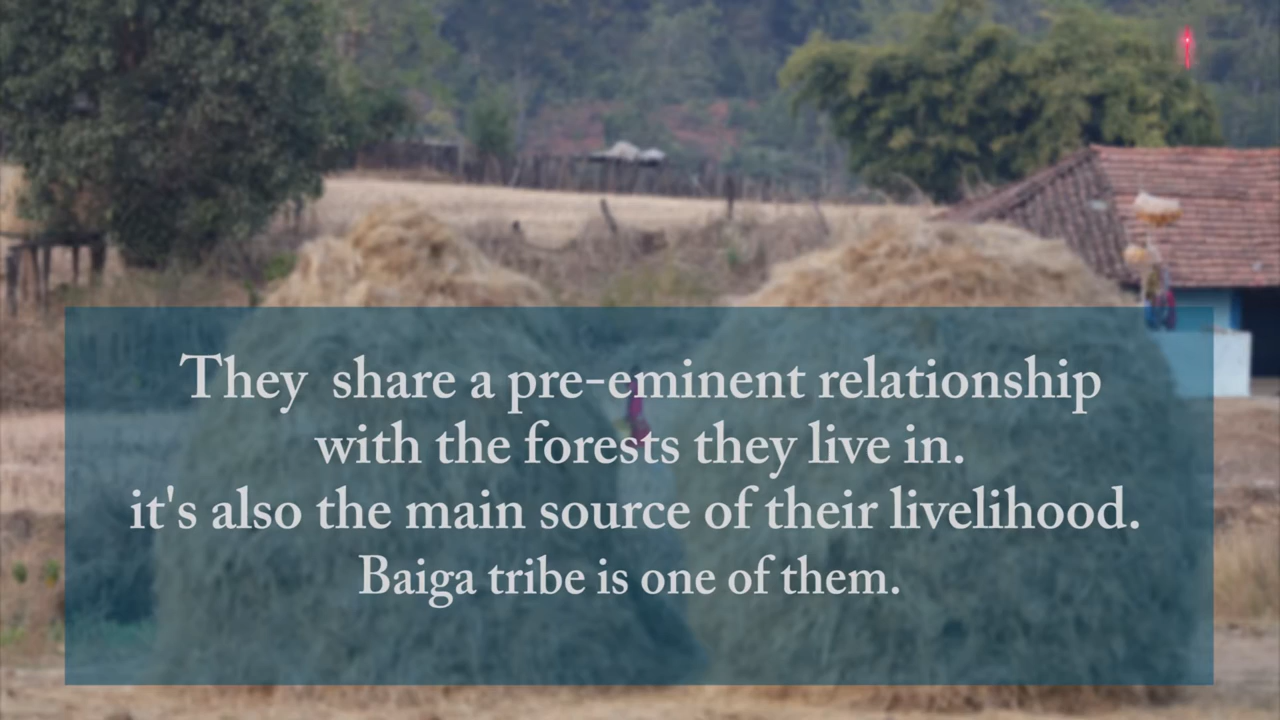 They share a pre-eminent relationship
with the forests they live in.
it's also the main source of their livelihood.
Baiga tribe is one of them.